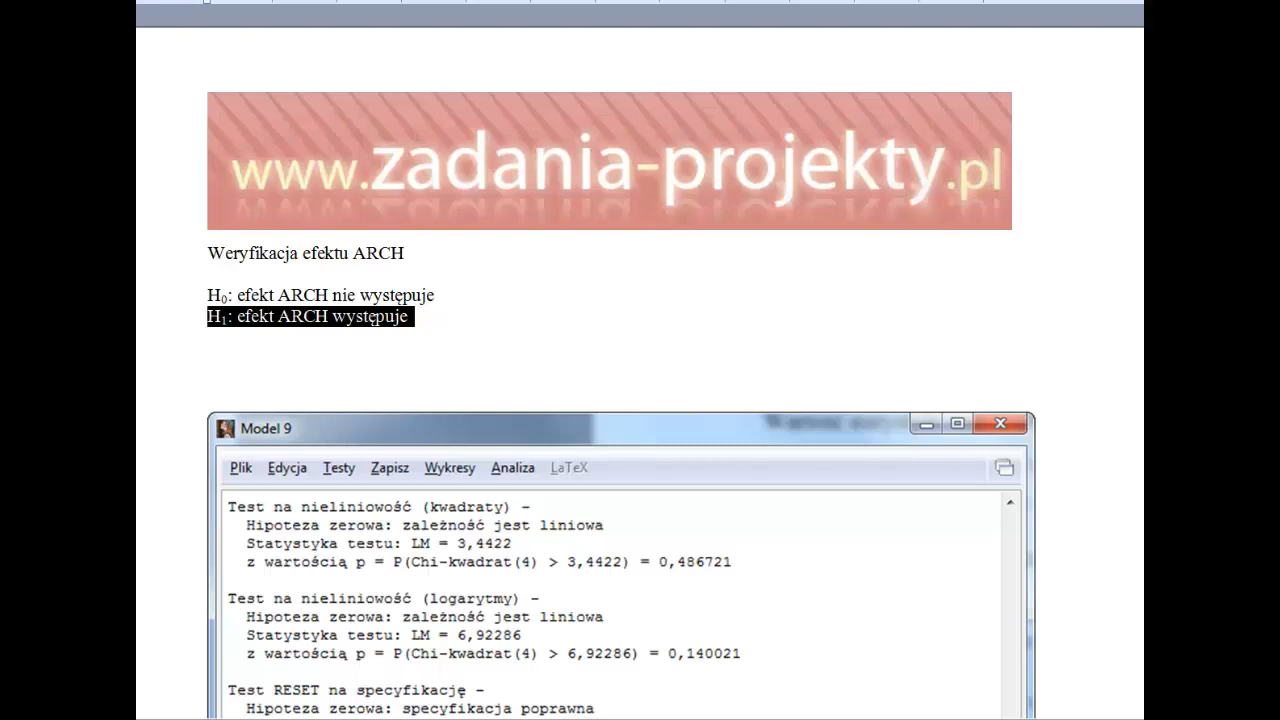 www.zadania-projekty.pl
Weryfikacja efektu ARCH
H₀: efekt ARCH nie występuje
H₁: efekt ARCH występuje
Model 9
Plik Edycja Testy Zapisz Wykresy Analiza LaTeX
Test na nieliniowość (kwadraty) -
Hipoteza zerowa: zależność jest liniowa
Statystyka testu: LM = 3,4422
z wartością p = P(Chi-kwadrat(4) > 3,4422) = 0,486721
Test na nieliniowość (logarytmy) -
Hipoteza zerowa: zależność jest liniowa
Statystyka testu: LM = 6,92286
z wartością p = P(Chi-kwadrat(4) > 6,92286) = 0,140021
Test RESET na specyfikację -
Hipoteza zerowa: specyfikacja poprawna